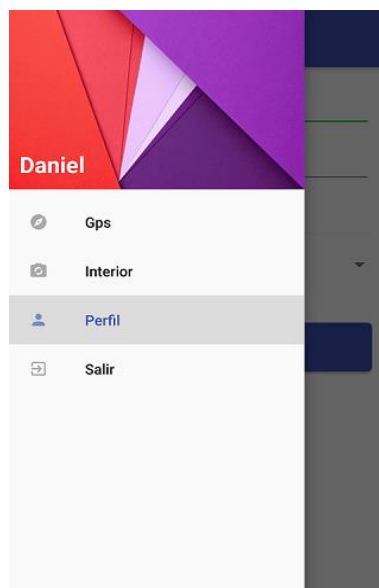 Daniel
Gps
Interior
Perfil
Salir